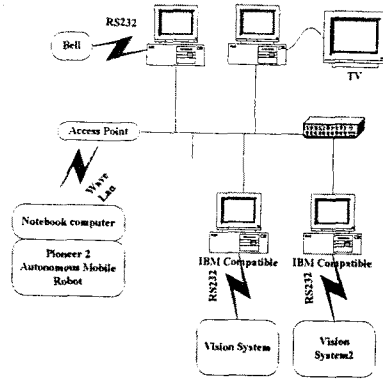 RS232
Bell
TV
Access Point
Wave
Lan
Notebook computer
Pioneer 2
Autonomous Mobile
Robot
IBM Compatible
IBM Compatible
RS232
RS232
Vision System
Vision
System2